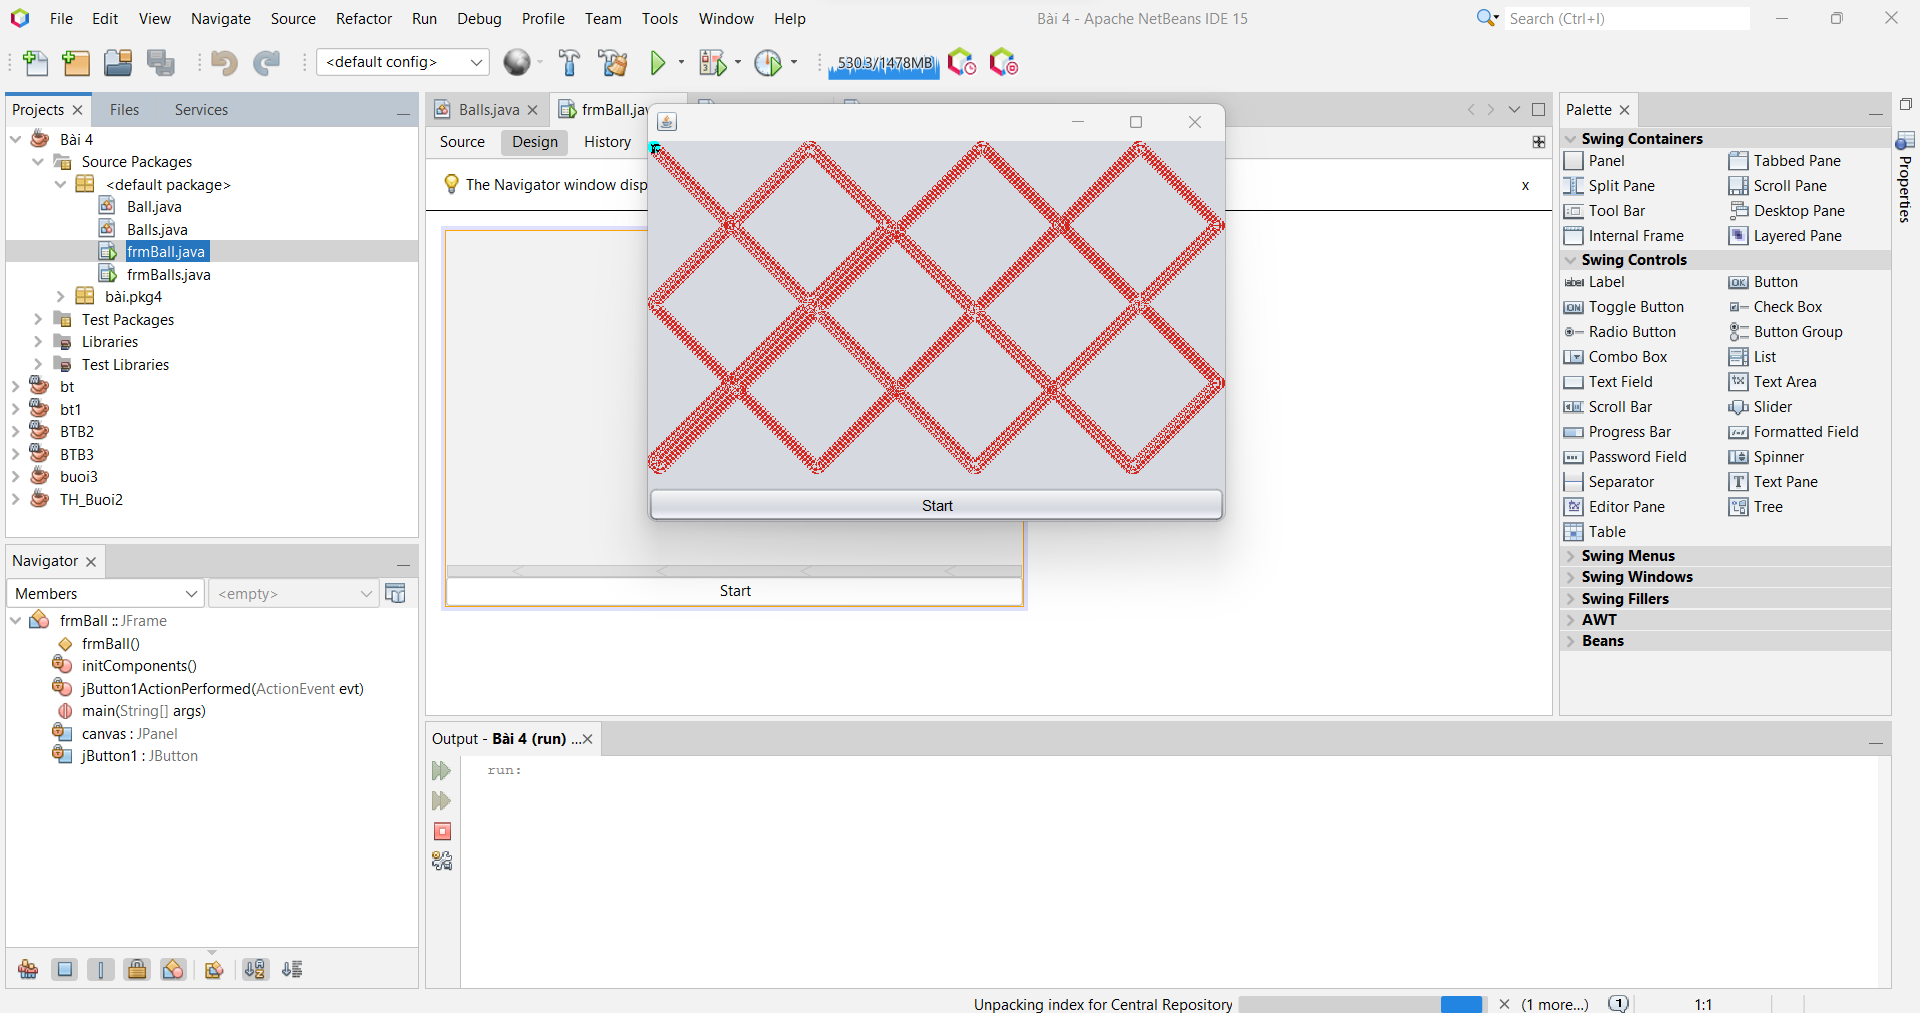 File Edit View Navigate Source Refactor Run Debug Profile Team Tools Window Help
Bài 4 - Apache NetBeans IDE 15
Search (Ctrl+I)
<default config>
530.3/1478MB
Projects Files Services
Bài 4
Source Packages
<default package>
Ball.java
Balls.java
frmBall.java
frmBalls.java
bài.pkg4
Test Packages
Libraries
Test Libraries
bt
bt1
BTB2
BTB3
buoi3
TH_Buoi2
Navigator
Members
<empty>
frmBall :: JFrame
frmBall()
initComponents()
jButton1ActionPerformed(ActionEvent evt)
main(String[] args)
canvas : JPanel
jButton1 : JButton
Balls.java
Source Design History
The Navigator window
x
Start
Start
Output - Bài 4 (run) ...
run:
Palette
Swing Containers
Panel Tabbed Pane
Split Pane Scroll Pane
Tool Bar Desktop Pane
Internal Frame Layered Pane
Swing Controls
Label Button
Toggle Button Check Box
Radio Button Button Group
Combo Box List
Text Field Text Area
Scroll Bar Slider
Progress Bar Formatted Field
Password Field Spinner
Separator Text Pane
Editor Pane Tree
Table
Swing Menus
Swing Windows
Swing Fillers
AWT
Beans
Properties
Unpacking index for Central Repository
(1 more...)
1
1:1